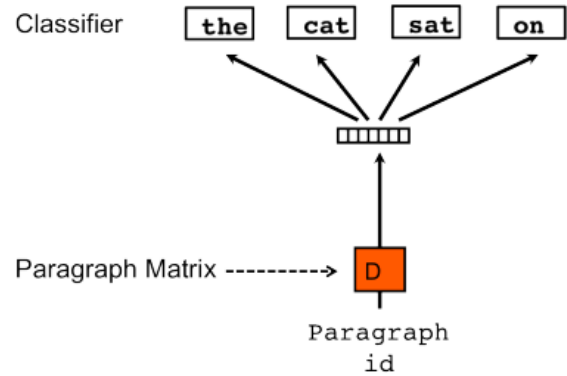 Classifier the cat sat on
Paragraph Matrix D
Paragraph
id